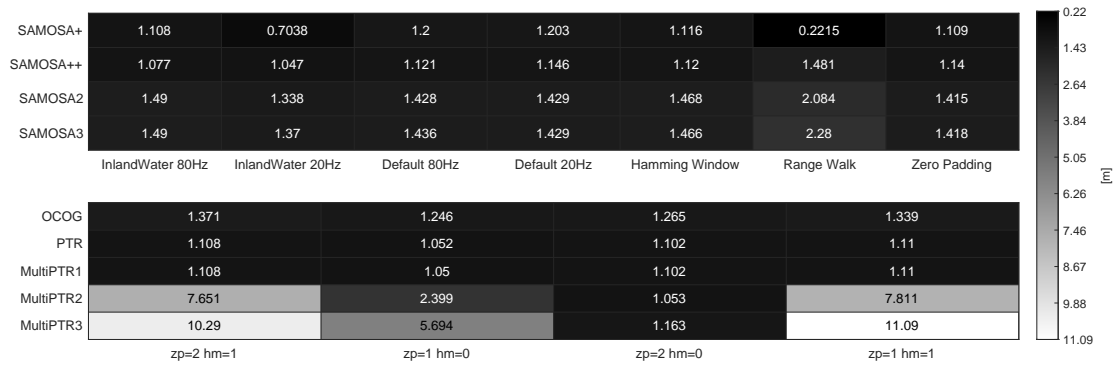 SAMOSA+ 1.108 0.7038 1.2 1.203 1.116 0.2215 1.109
SAMOSA++ 1.077 1.047 1.121 1.146 1.12 1.481 1.14
SAMOSA2 1.49 1.338 1.428 1.429 1.468 2.084 1.415
SAMOSA3 1.49 1.37 1.436 1.429 1.466 2.28 1.418
InlandWater 80Hz InlandWater 20Hz Default 80Hz Default 20Hz Hamming Window Range Walk Zero Padding
OCOG 1.371 1.246 1.265 1.339
PTR 1.108 1.052 1.102 1.11
MultiPTR1 1.108 1.05 1.102 1.11
MultiPTR2 7.651 2.399 1.053 7.811
MultiPTR3 10.29 5.694 1.163 11.09
zp=2 hm=1 zp=1 hm=0 zp=2 hm=0 zp=1 hm=1
0.22
1.43
2.64
3.84
5.05
6.26
7.46
8.67
9.88
11.09
[m]